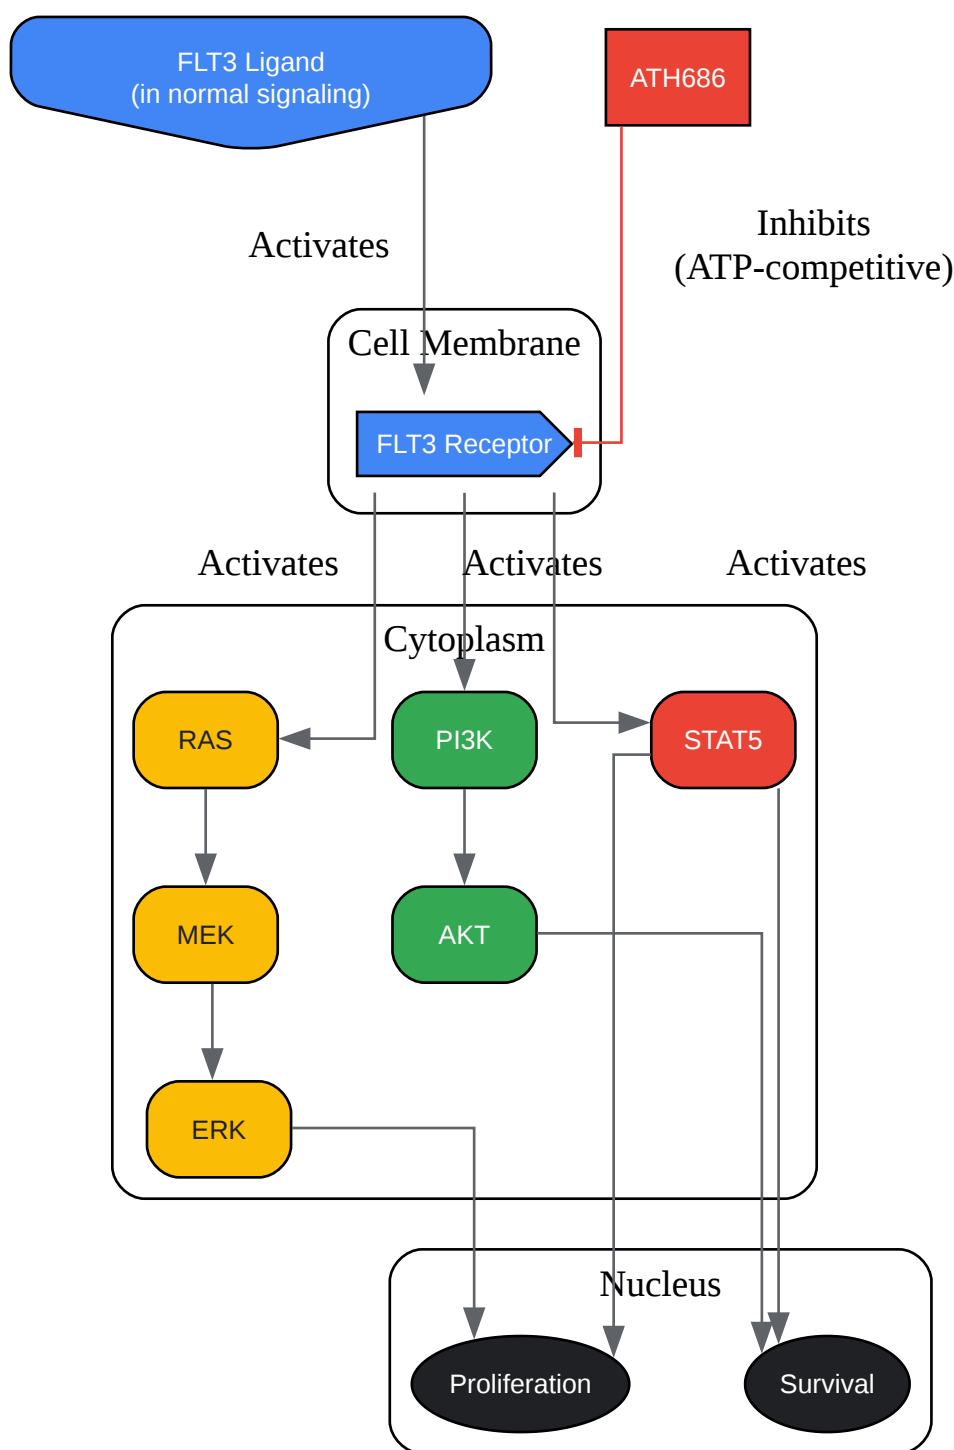 FLT3 Ligand
(in normal signaling)
ATH686
Activates
Inhibits
(ATP-competitive)
Cell Membrane
FLT3 Receptor
Activates
Activates
Activates
Cytoplasm
RAS
PI3K
STAT5
MEK
AKT
ERK
Nucleus
Proliferation
Survival